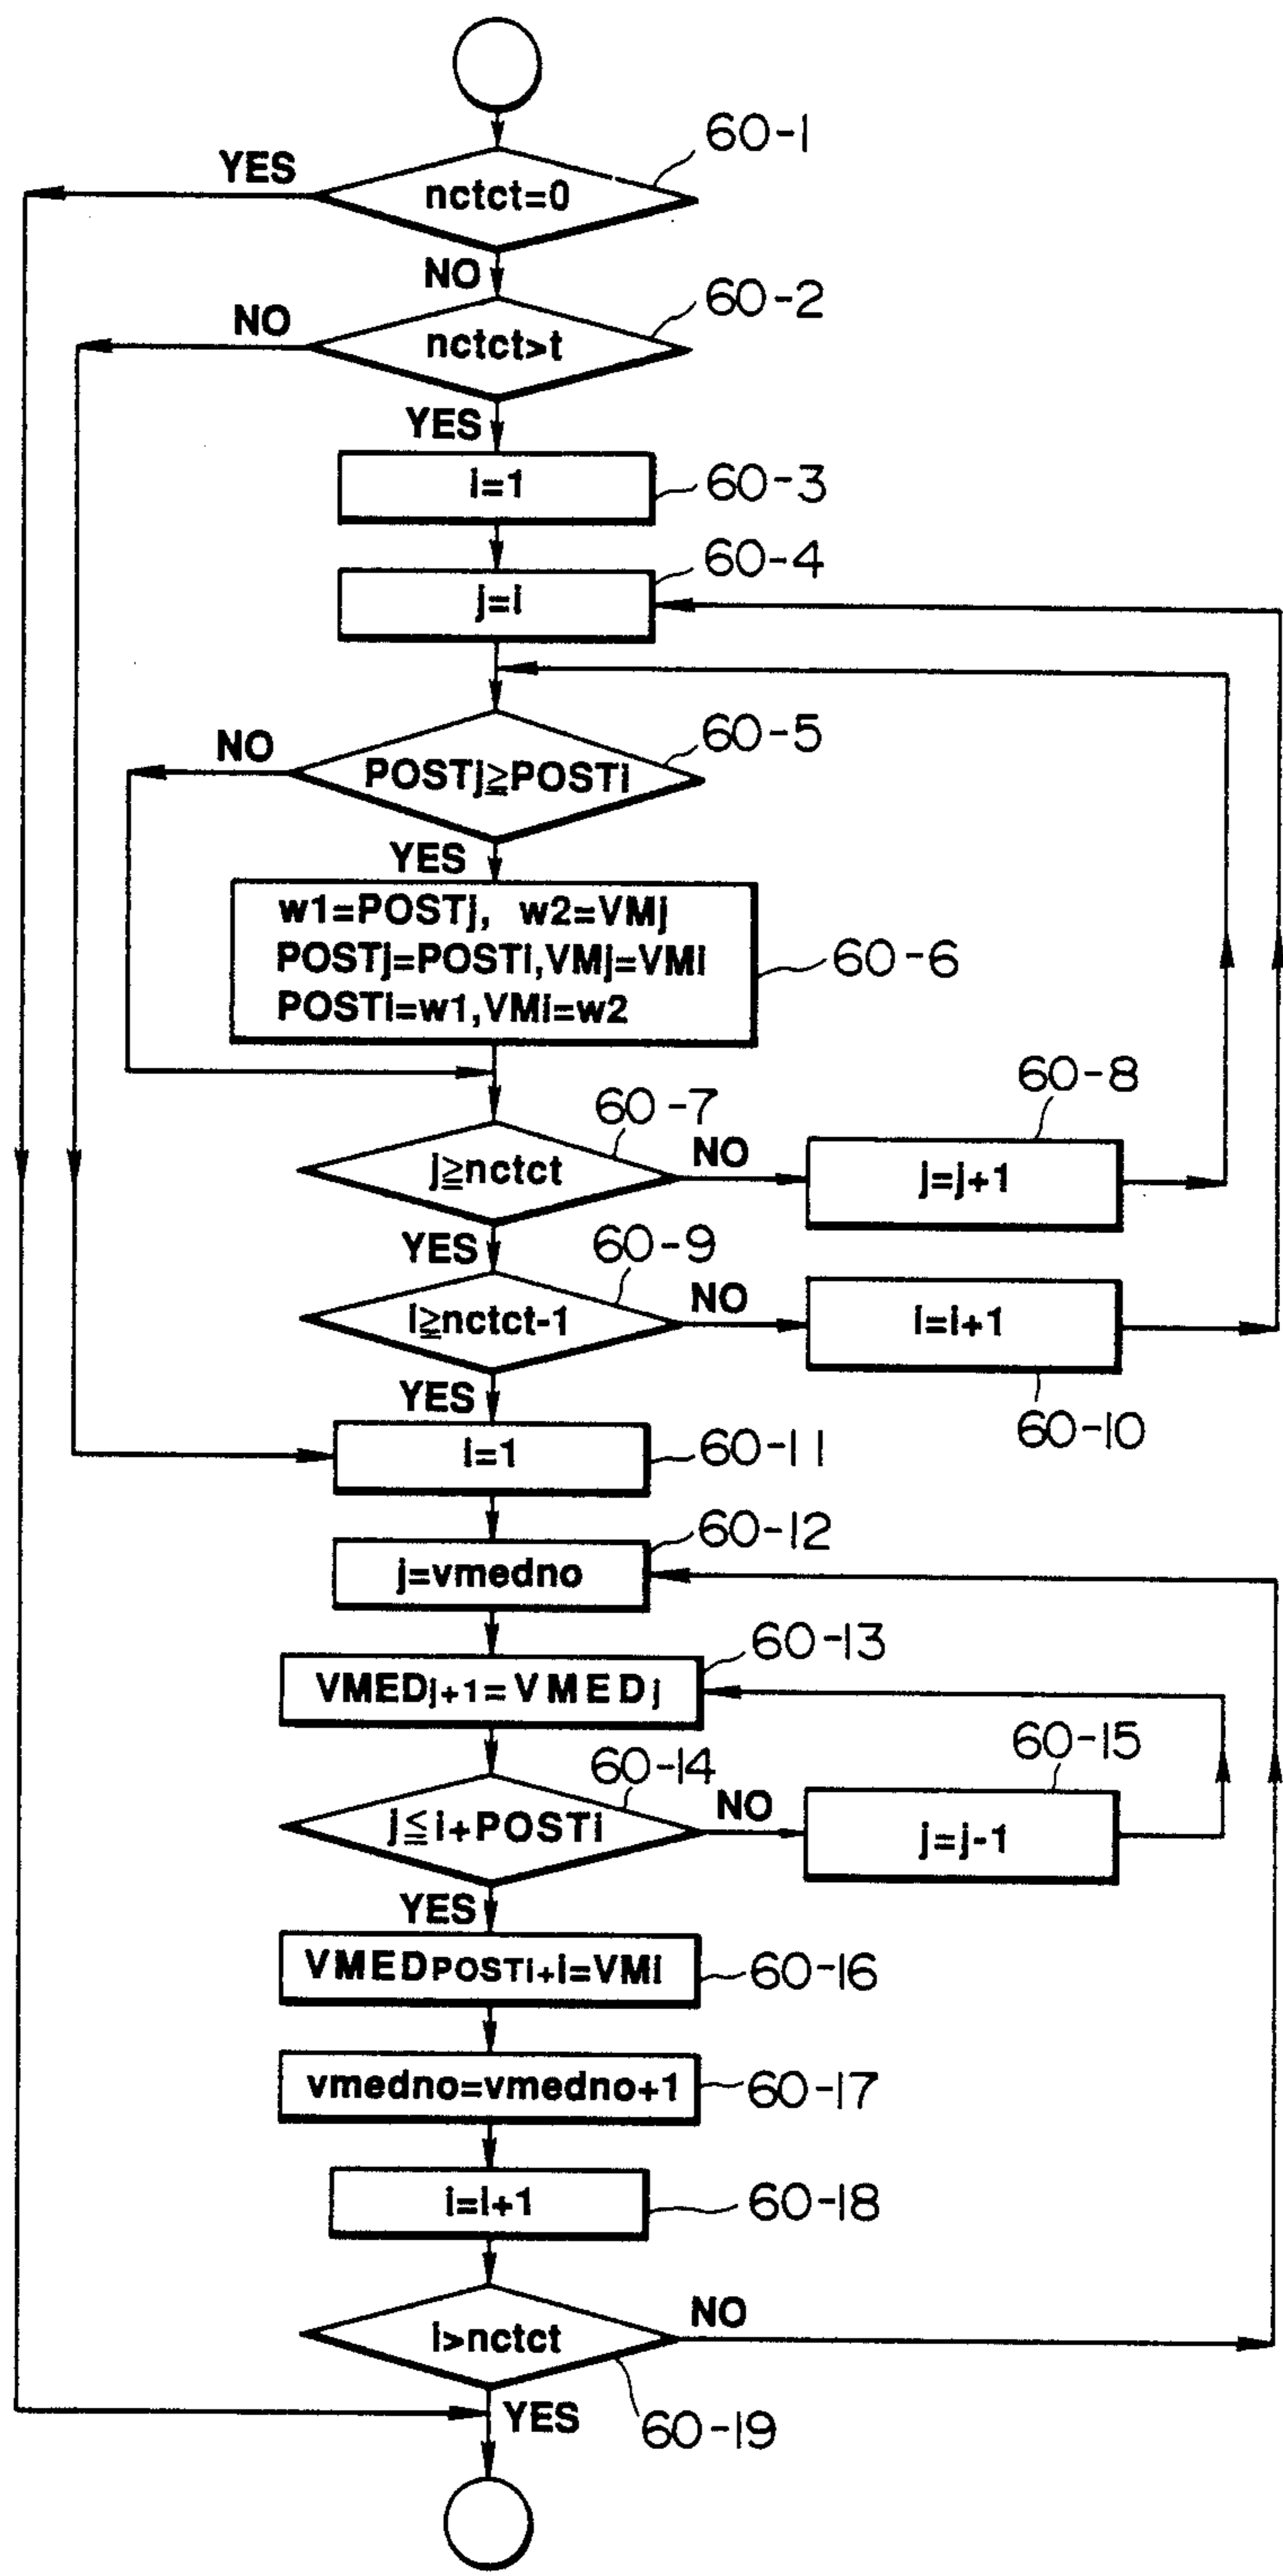 60-1
YES
nctct=0
NO
60-2
NO
nctct>t
YES
i=1
60-3
60-4
j=i
60-5
NO
POSTj≧POSTi
YES
w1=POSTj, w2=VMj
POSTj=POSTi,VMj=VMi
POSTi=w1,VMi=w2
60-6
60-7
60-8
j≧nctct
NO
j=j+1
YES
60-9
i≧nctct-1
NO
i=i+1
YES
60-10
i=1
60-11
60-12
j=vmedno
60-13
VMEDj+1=VMEDj
60-14
60-15
j≦i+POSTi
NO
j=j-1
YES
VMEDPOSTi+i=VMi
60-16
vmedno=vmedno+1
60-17
i=i+1
60-18
i>nctct
NO
YES
60-19